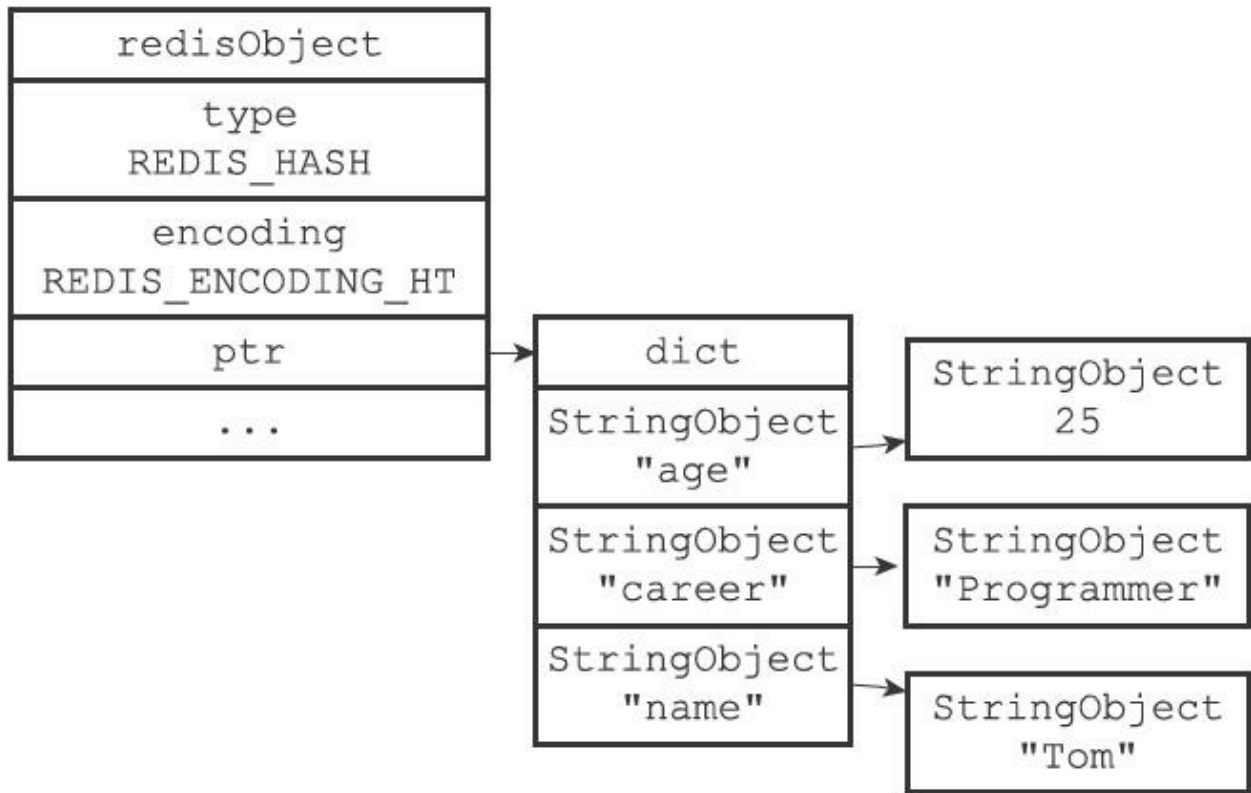 redisObject
type
REDIS_HASH
encoding
REDIS_ENCODING_HT
ptr
...
dict
StringObject
"age"
StringObject
"career"
StringObject
"name"
StringObject
25
StringObject
"Programmer"
StringObject
"Tom"